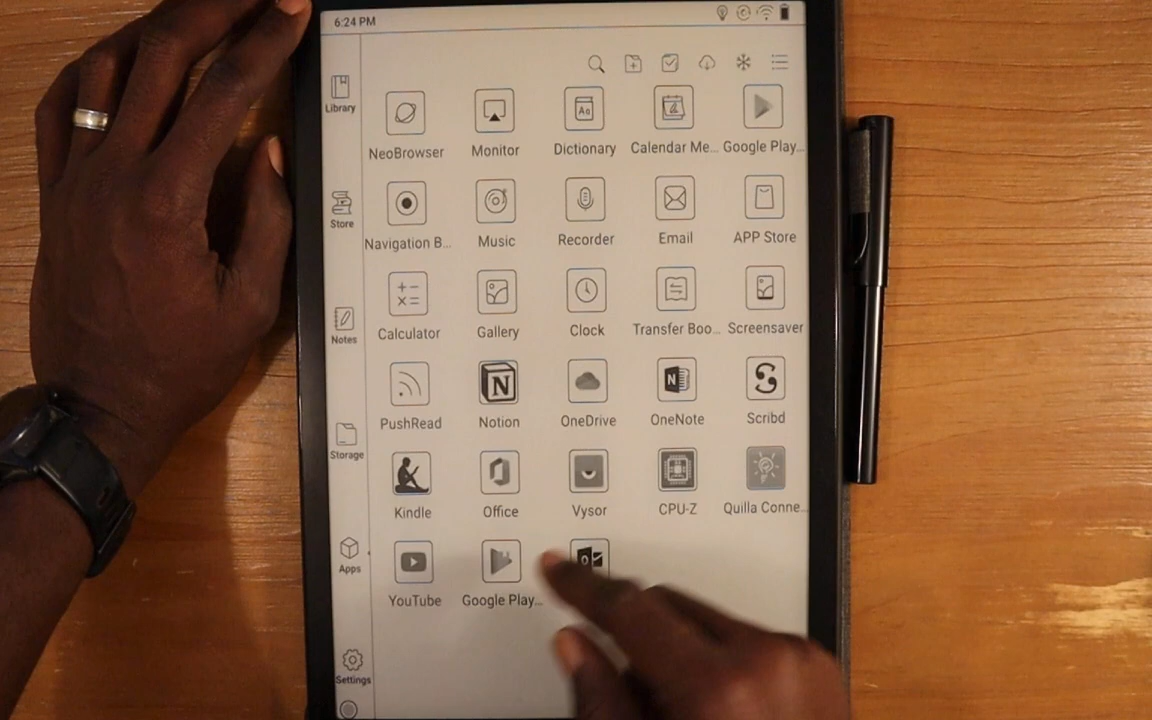 6:24 PM
Library
NeoBrowser
Monitor
Aa
Dictionary
Calendar Me...
Google Play...
Store
Navigation B...
Music
Recorder
Email
APP Store
Notes
Calculator
Gallery
Clock
Transfer Boo...
Screensaver
PushRead
N
Notion
OneDrive
N
OneNote
Scribd
Storage
Kindle
Office
Vysor
CPU-Z
Quilla Conne...
Apps
YouTube
Google Play...
Settings